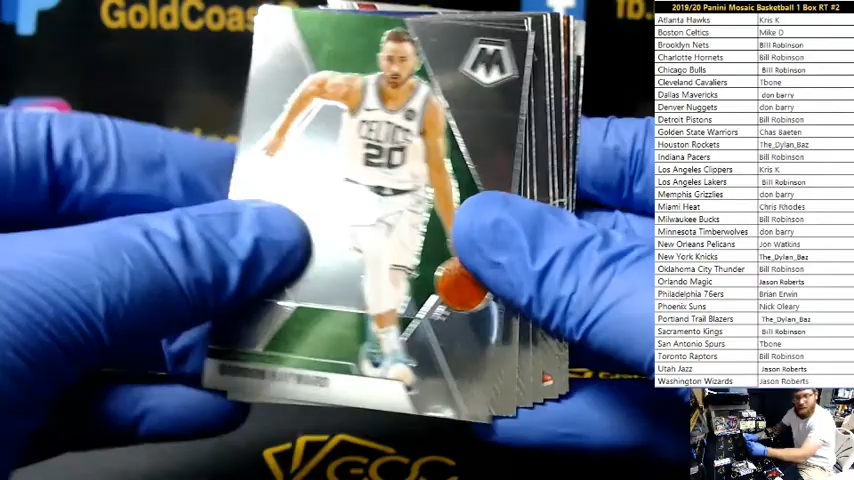 GoldCoast
fb.
M
CELTICS
20
GORDON HAYWARD
GCC
2019/20 Panini Mosaic Basketball 1 Box RT #2
Atlanta Hawks Kris K
Boston Celtics Mike D
Brooklyn Nets Bill Robinson
Charlotte Hornets Bill Robinson
Chicago Bulls Bill Robinson
Cleveland Cavaliers Tbone
Dallas Mavericks don barry
Denver Nuggets don barry
Detroit Pistons Bill Robinson
Golden State Warriors Chas Baeten
Houston Rockets The_Dylan_Baz
Indiana Pacers Bill Robinson
Los Angeles Clippers Kris K
Los Angeles Lakers Bill Robinson
Memphis Grizzlies don barry
Miami Heat Chris Rhodes
Milwaukee Bucks Bill Robinson
Minnesota Timberwolves don barry
New Orleans Pelicans Jon Watkins
New York Knicks The_Dylan_Baz
Oklahoma City Thunder Bill Robinson
Orlando Magic Jason Roberts
Philadelphia 76ers Brian Erwin
Phoenix Suns Nick Oleary
Portland Trail Blazers The_Dylan_Baz
Sacramento Kings Bill Robinson
San Antonio Spurs Tbone
Toronto Raptors Bill Robinson
Utah Jazz Jason Roberts
Washington Wizards Jason Roberts